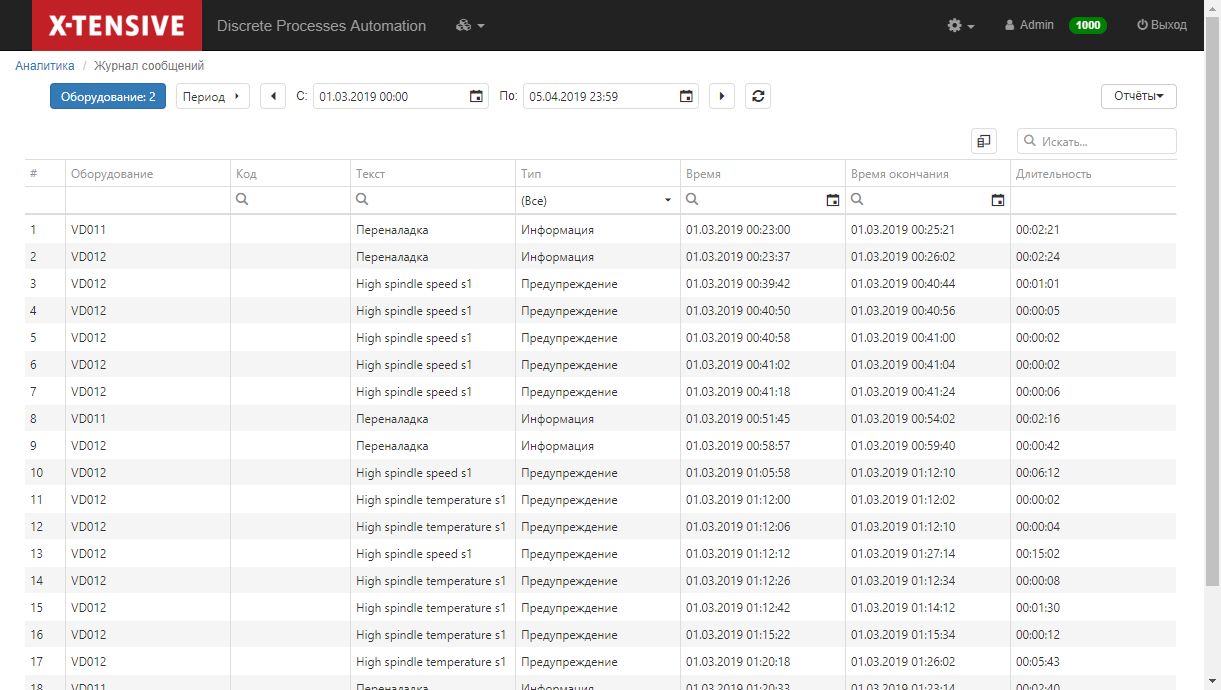 X-TENSIVE Discrete Processes Automation Admin 1000 Выход
Аналитика / Журнал сообщений
Оборудование: 2 Период С: 01.03.2019 00:00 По: 05.04.2019 23:59 Отчёты
Искать...
# Оборудование Код Текст Тип Время Время окончания Длительность
(Все)
1 VD011 Переналадка Информация 01.03.2019 00:23:00 01.03.2019 00:25:21 00:02:21
2 VD012 Переналадка Информация 01.03.2019 00:23:37 01.03.2019 00:26:02 00:02:24
3 VD012 High spindle speed s1 Предупреждение 01.03.2019 00:39:42 01.03.2019 00:40:44 00:01:01
4 VD012 High spindle speed s1 Предупреждение 01.03.2019 00:40:50 01.03.2019 00:40:56 00:00:05
5 VD012 High spindle speed s1 Предупреждение 01.03.2019 00:40:58 01.03.2019 00:41:00 00:00:02
6 VD012 High spindle speed s1 Предупреждение 01.03.2019 00:41:02 01.03.2019 00:41:04 00:00:02
7 VD012 High spindle speed s1 Предупреждение 01.03.2019 00:41:18 01.03.2019 00:41:24 00:00:06
8 VD011 Переналадка Информация 01.03.2019 00:51:45 01.03.2019 00:54:02 00:02:16
9 VD012 Переналадка Информация 01.03.2019 00:58:57 01.03.2019 00:59:40 00:00:42
10 VD012 High spindle speed s1 Предупреждение 01.03.2019 01:05:58 01.03.2019 01:12:10 00:06:12
11 VD012 High spindle temperature s1 Предупреждение 01.03.2019 01:12:00 01.03.2019 01:12:02 00:00:02
12 VD012 High spindle temperature s1 Предупреждение 01.03.2019 01:12:06 01.03.2019 01:12:10 00:00:04
13 VD012 High spindle speed s1 Предупреждение 01.03.2019 01:12:12 01.03.2019 01:27:14 00:15:02
14 VD012 High spindle temperature s1 Предупреждение 01.03.2019 01:12:26 01.03.2019 01:12:34 00:00:08
15 VD012 High spindle temperature s1 Предупреждение 01.03.2019 01:12:42 01.03.2019 01:14:12 00:01:30
16 VD012 High spindle temperature s1 Предупреждение 01.03.2019 01:15:22 01.03.2019 01:15:34 00:00:12
17 VD012 High spindle temperature s1 Предупреждение 01.03.2019 01:20:18 01.03.2019 01:26:02 00:05:43
18 VD011 Переналадка Информация 01.03.2019 01:20:33 01.03.2019 01:23:14 00:02:40